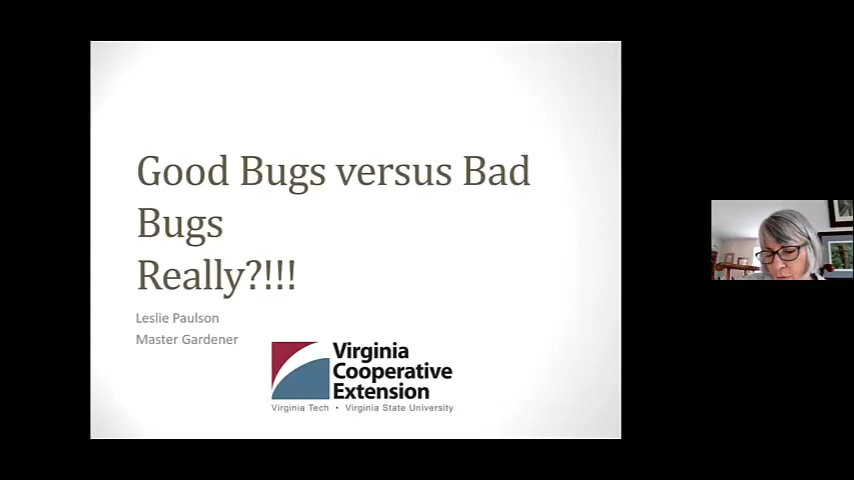 Good Bugs versus Bad
Bugs
Really?!!!
Leslie Paulson
Master Gardener
Virginia
Cooperative
Extension
Virginia Tech • Virginia State University